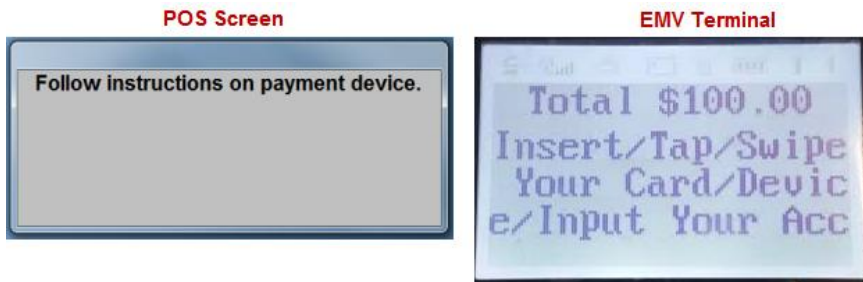 POS Screen
EMV Terminal
Follow instructions on payment device.
Total $100.00
Insert/Tap/Swipe
Your Card/Devic
e/Input Your Acc